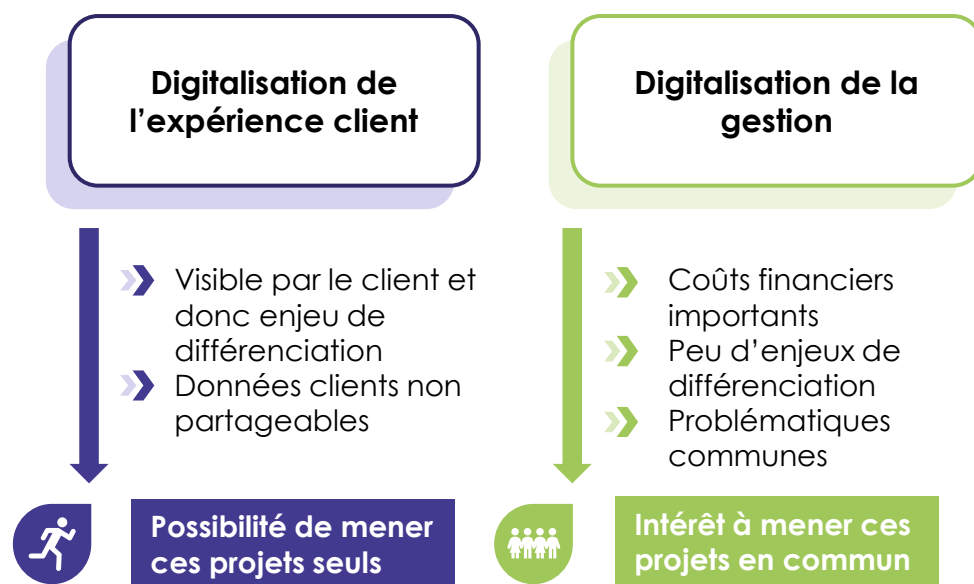 Digitalisation de
l'expérience client
Visible par le client et
donc enjeu de
différenciation
Données clients non
partageables
Possibilité de mener
ces projets seuls
Digitalisation de la
gestion
Coûts financiers
importants
Peu d'enjeux de
différenciation
Problématiques
communes
Intérêt à mener ces
projets en commun